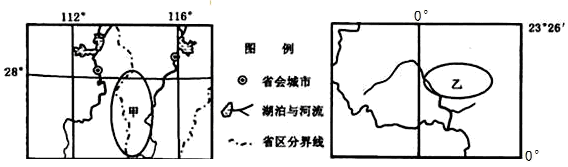 112°
116°
28°
甲
图 例
省会城市
湖泊与河流
省区分界线
0°
23°26′
乙
0°